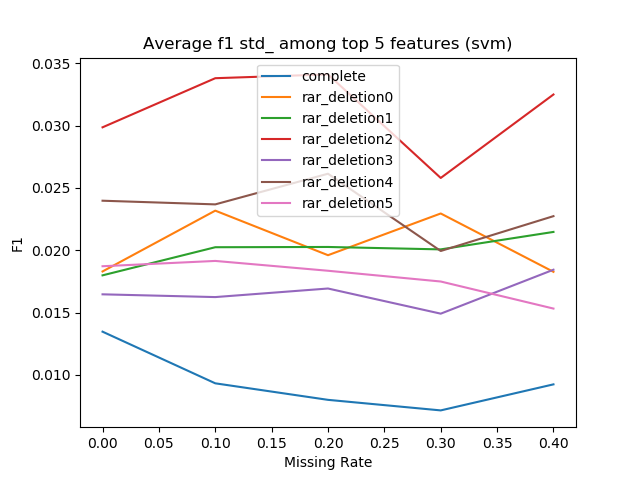 Average f1 std_ among top 5 features (svm)
0.035
0.030
0.025
0.020
0.015
0.010
F1
complete
rar_deletion0
rar_deletion1
rar_deletion2
rar_deletion3
rar_deletion4
rar_deletion5
0.00 0.05 0.10 0.15 0.20 0.25 0.30 0.35 0.40
Missing Rate